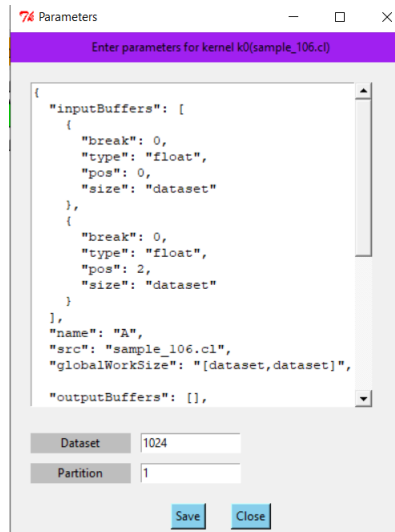 Parameters
Enter parameters for kernel k0(sample_106.cl)
{
"inputBuffers": [
{
"break": 0,
"type": "float",
"pos": 0,
"size": "dataset"
},
{
"break": 0,
"type": "float",
"pos": 2,
"size": "dataset"
}
],
"name": "A",
"src": "sample_106.cl",
"globalWorkSize": "[dataset,dataset]",
"outputBuffers": [],
Dataset 1024
Partition 1
Save Close